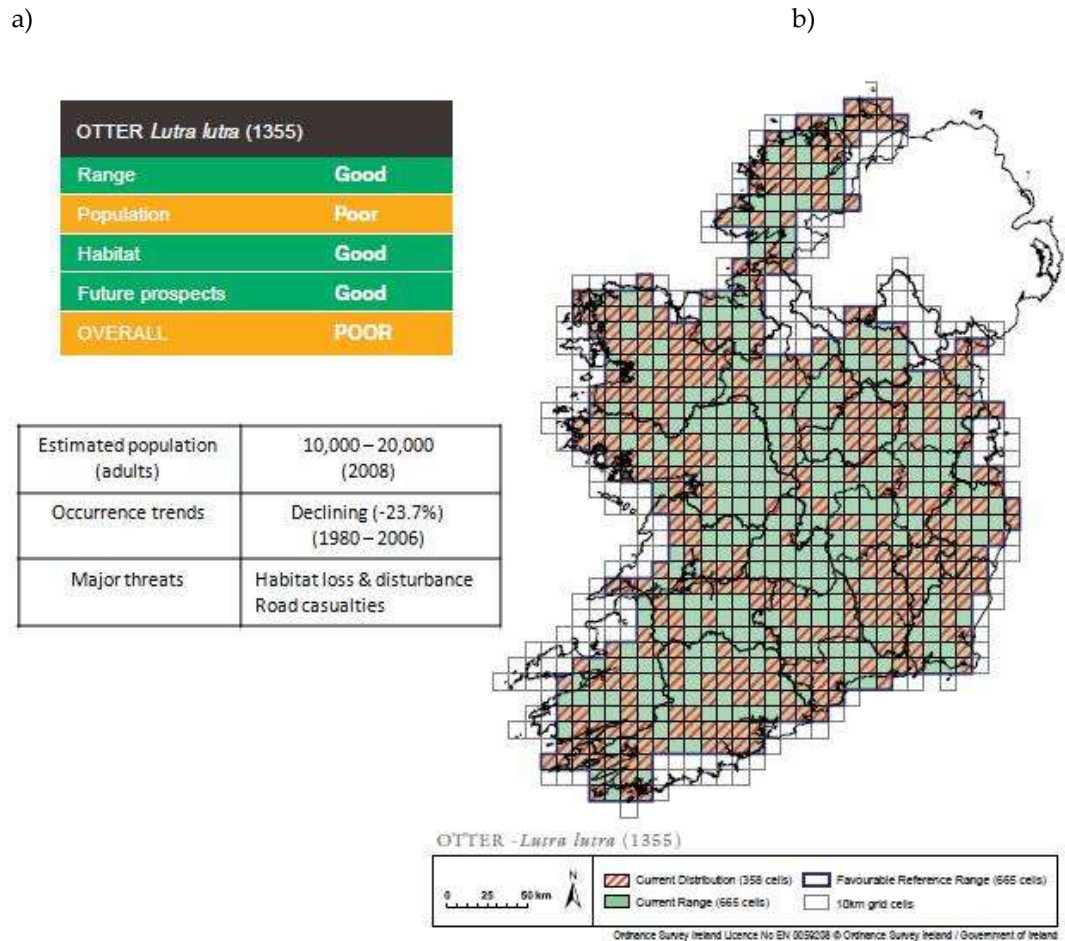 a)
b)
OTTER Lutra lutra (1355)
Range Good
Population Poor
Habitat Good
Future prospects Good
OVERALL POOR
Estimated population (adults) 10,000 – 20,000 (2008)
Occurrence trends Declining (-23.7%) (1980 – 2006)
Major threats Habitat loss & disturbance
Road casualties
OTTER - Lutra lutra (1355)
0 25 50 km
N
Current Distribution (358 cells)
Favourable Reference Range (665 cells)
Current Range (665 cells)
10km grid cells
Ordnance Survey Ireland Licence No EN 0059208 © Ordnance Survey Ireland / Government of Ireland